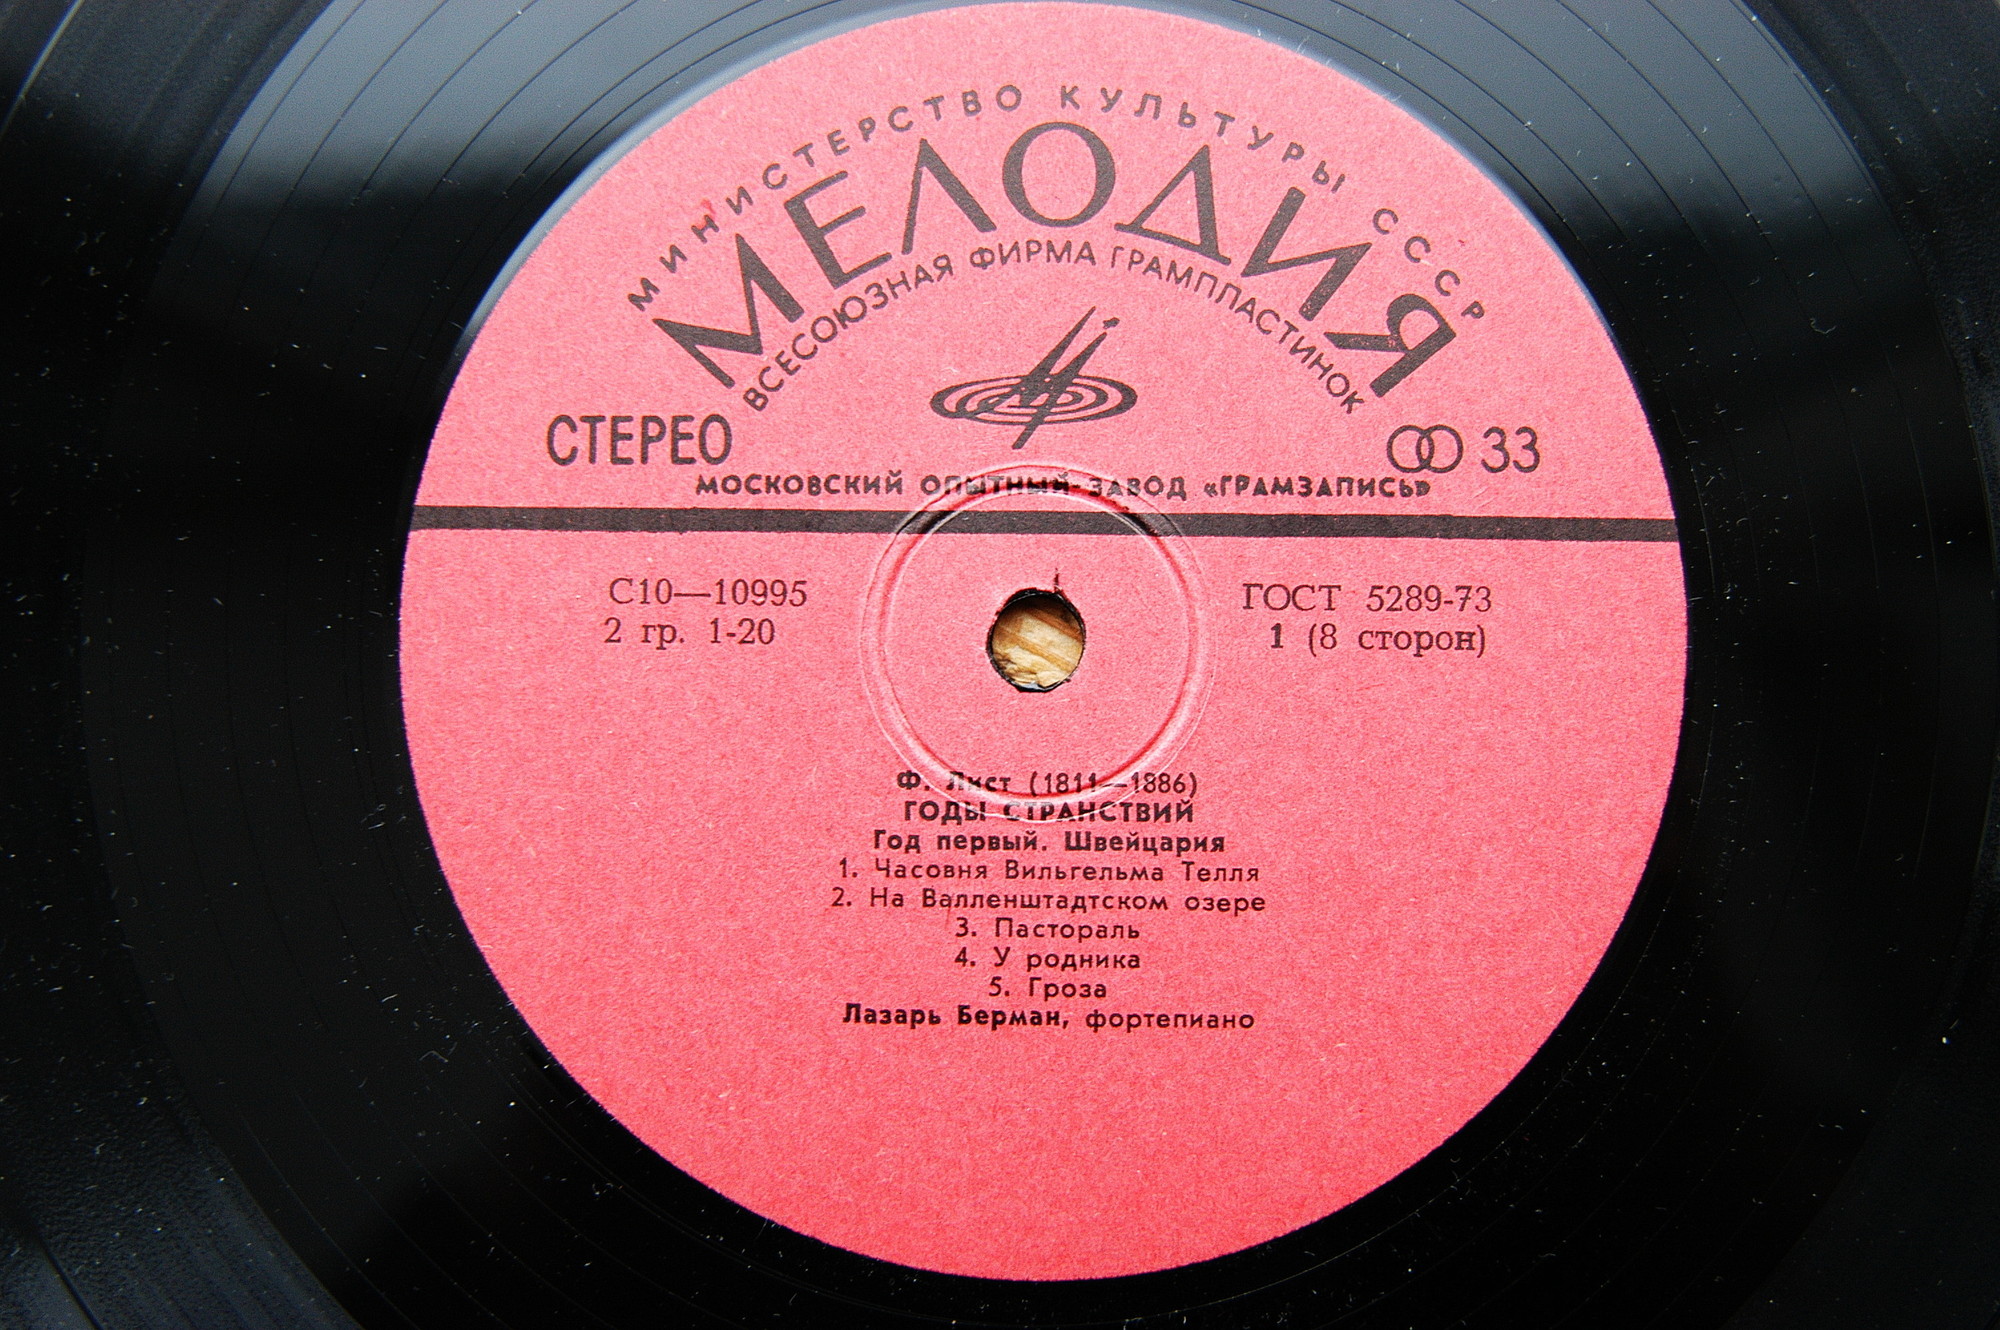 МИНИСТЕРСТВО КУЛЬТУРЫ СССР
МЕЛОДИЯ
ВСЕСОЮЗНАЯ ФИРМА ГРАМПЛАСТИНОК
СТЕРЕО
33
МОСКОВСКИЙ ОПЫТНЫЙ ЗАВОД «ГРАМЗАПИСЬ»
С10—10995
ГОСТ 5289-73
2 гр. 1-20
1 (8 сторон)
Ф. Лист (1811—1886)
ГОДЫ СТРАНСТВИЙ
Год первый. Швейцария
1. Часовня Вильгельма Телля
2. На Валленштадтском озере
3. Пастораль
4. У родника
5. Гроза
Лазарь Берман, фортепиано